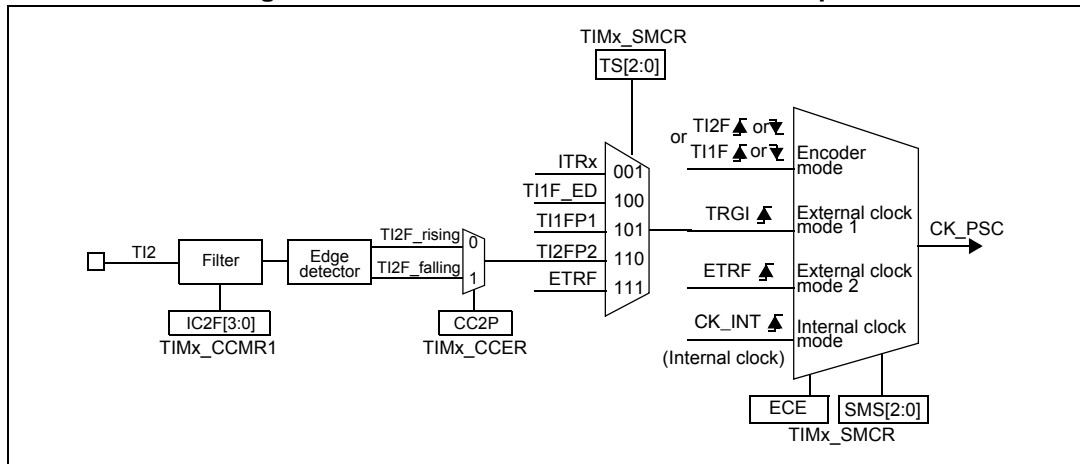 TIMx_SMCR
TS[2:0]
TI2F or
or
TI1F or
Encoder mode
ITRx
001
TI1F_ED
100
TRGI
External clock mode 1
CK_PSC
TI1FP1
101
TI2
Filter
Edge detector
TI2F_rising
0
TI2F_falling
1
TI2FP2
110
ETRF
111
ETRF
External clock mode 2
IC2F[3:0]
TIMx_CCMR1
CC2P
TIMx_CCER
CK_INT
(Internal clock)
Internal clock mode
ECE
SMS[2:0]
TIMx_SMCR